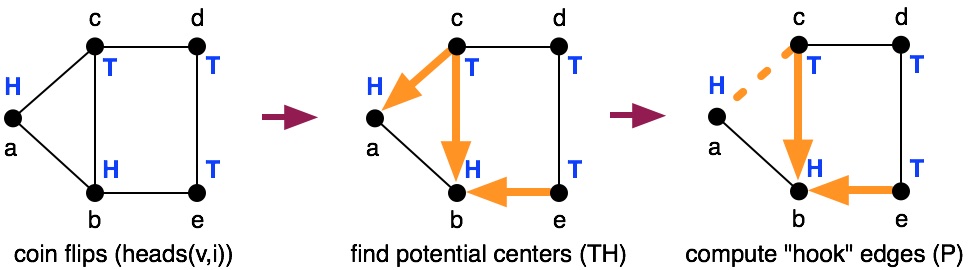 c d
T T
H
a
H T
b e
coin flips (heads(v,i))
c d
T T
H
a
H T
b e
find potential centers (TH)
c d
T T
H
a
H T
b e
compute "hook" edges (P)